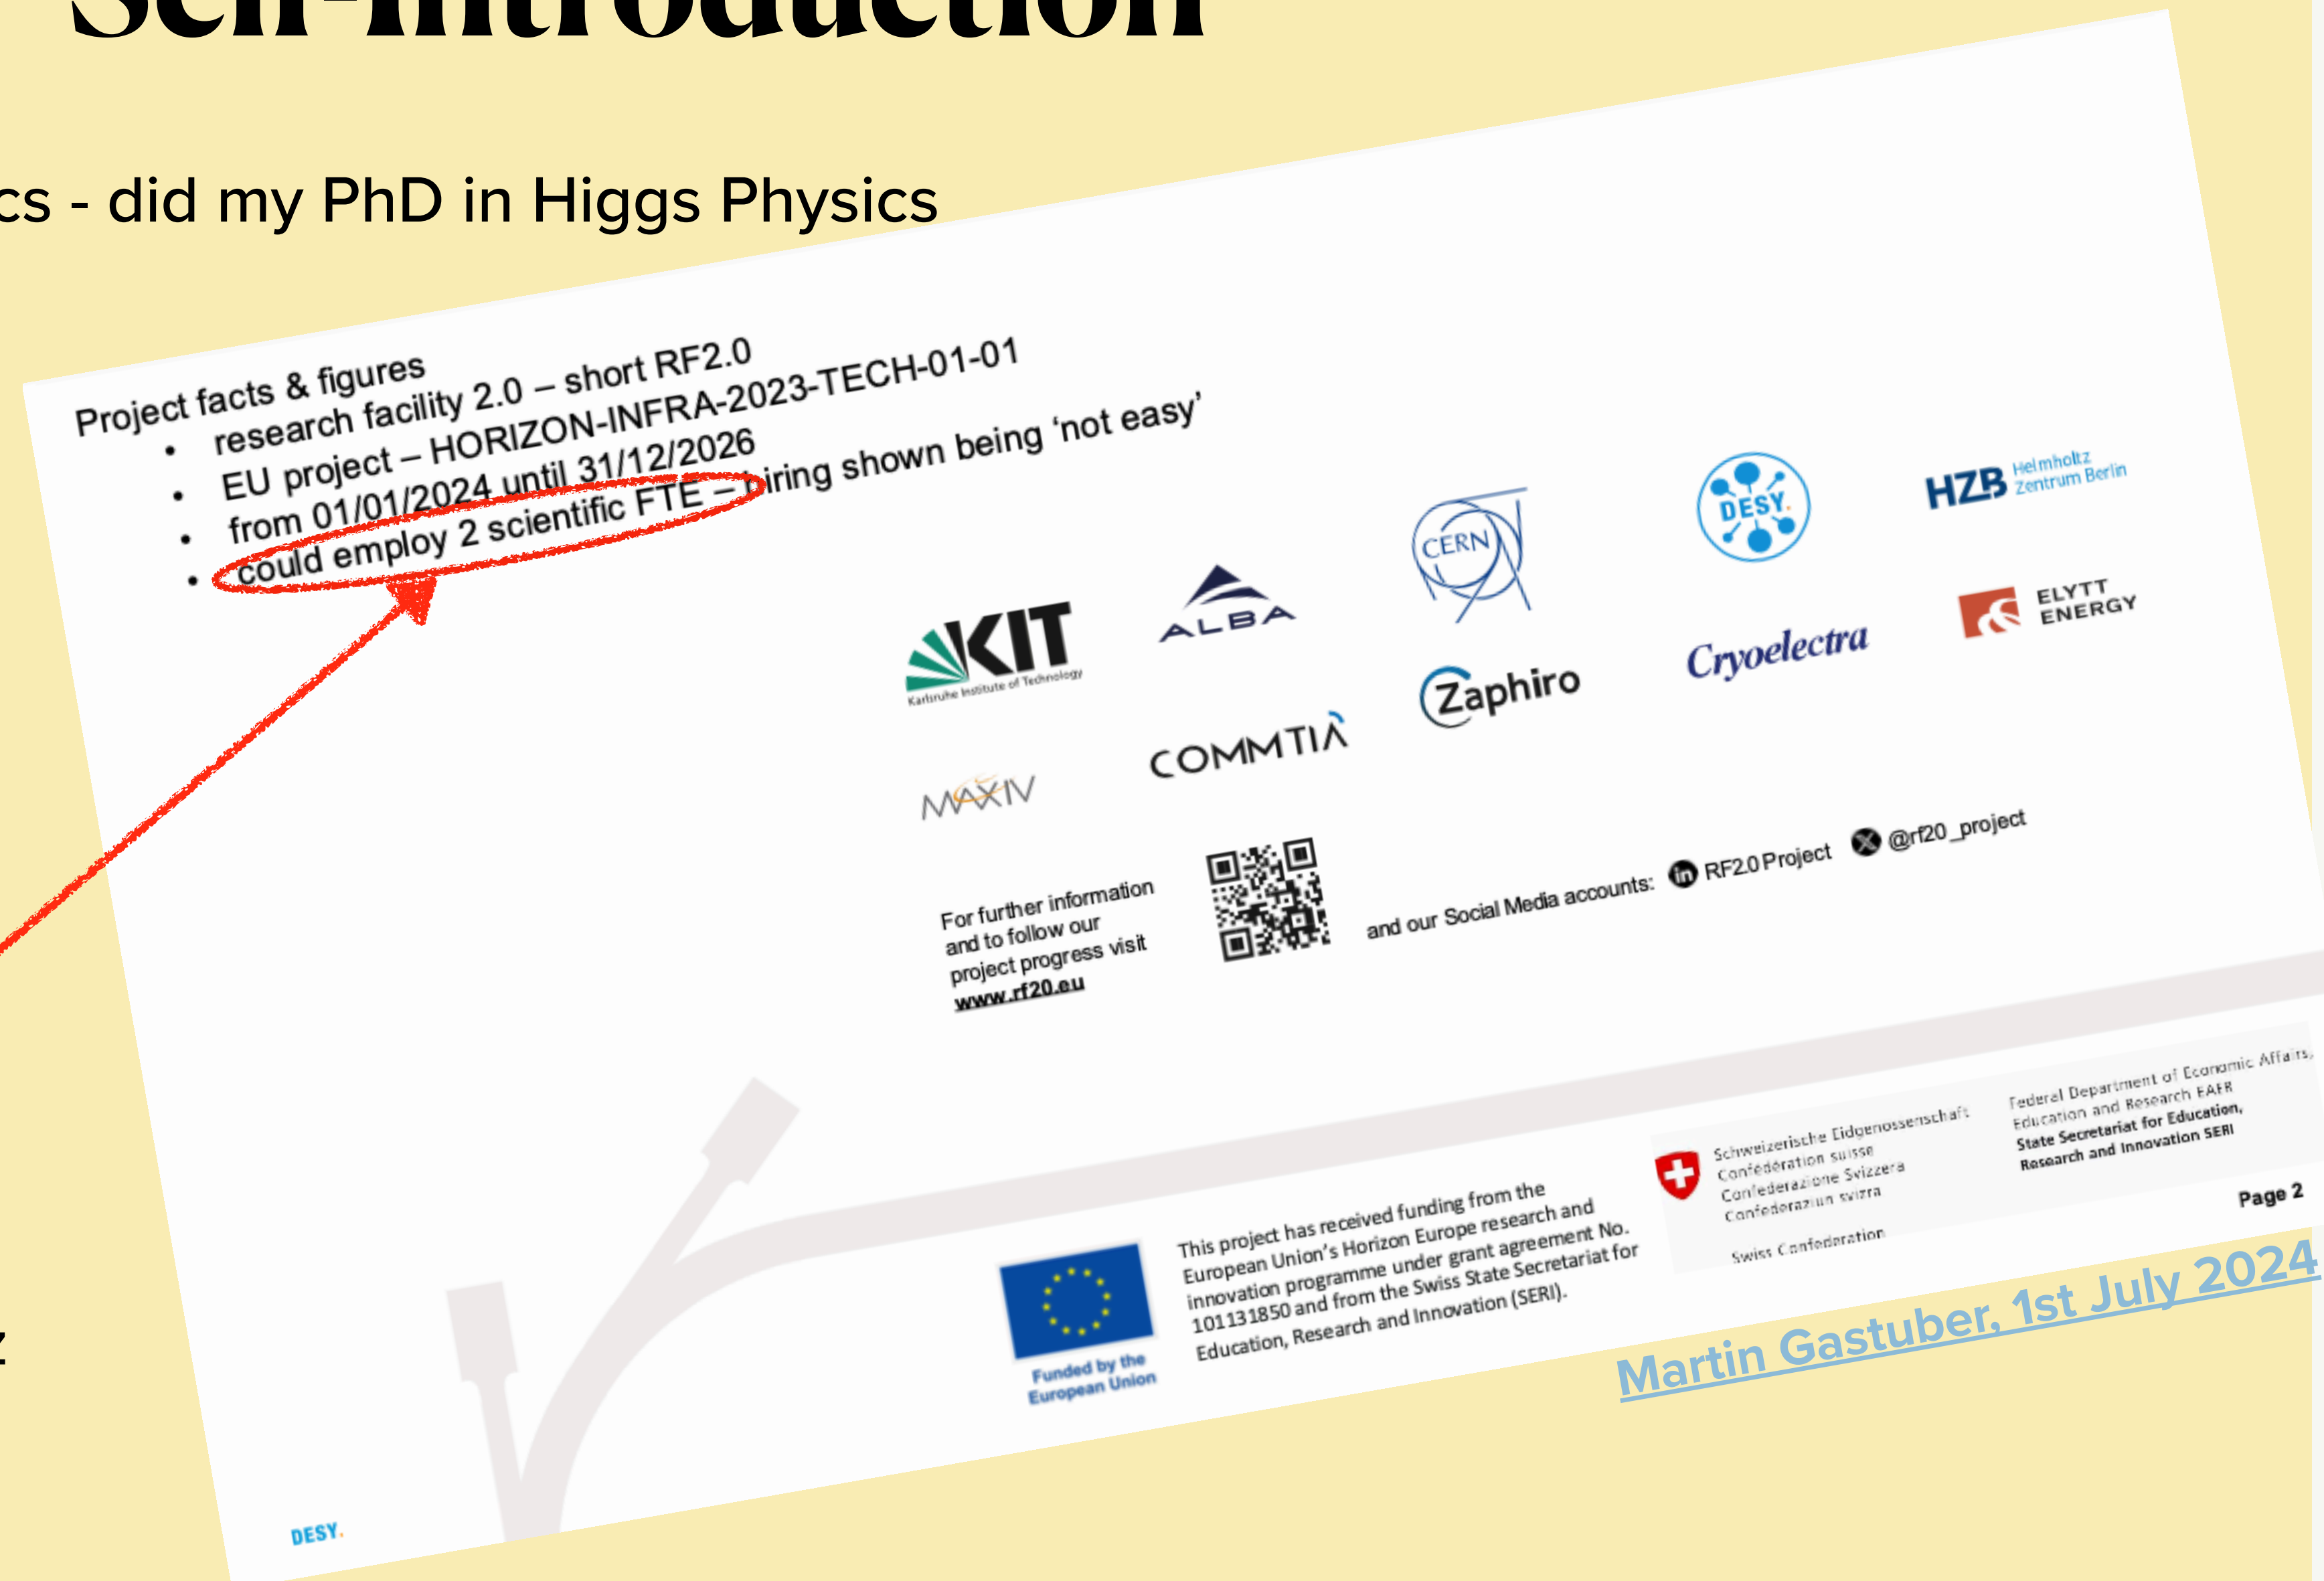 Self-Introduction
cs - did my PhD in Higgs Physics
Project facts & figures
• research facility 2.0 – short RF2.0
• EU project – HORIZON-INFRA-2023-TECH-01-01
• from 01/01/2024 until 31/12/2026
• could employ 2 scientific FTE – hiring shown being ‘not easy’
KIT
Karlsruhe Institute of Technology
ALBA
CERN
DESY.
HZB Helmholtz
Zentrum Berlin
MAXIV
COMMTIA
Zaphiro
Cryoelectra
ELYTT
ENERGY
For further information
and to follow our
project progress visit
www.rf20.eu
and our Social Media accounts: in RF2.0 Project X @rf20_project
z
Funded by the
European Union
This project has received funding from the
European Union’s Horizon Europe research and
innovation programme under grant agreement No.
101131850 and from the Swiss State Secretariat for
Education, Research and Innovation (SERI).
Schweizerische Eidgenossenschaft
Confédération suisse
Confederazione Svizzera
Confederaziun svizra
Swiss Confederation
Federal Department of Economic Affairs,
Education and Research EAER
State Secretariat for Education,
Research and Innovation SERI
Page 2
Martin Gastuber, 1st July 2024
DESY.